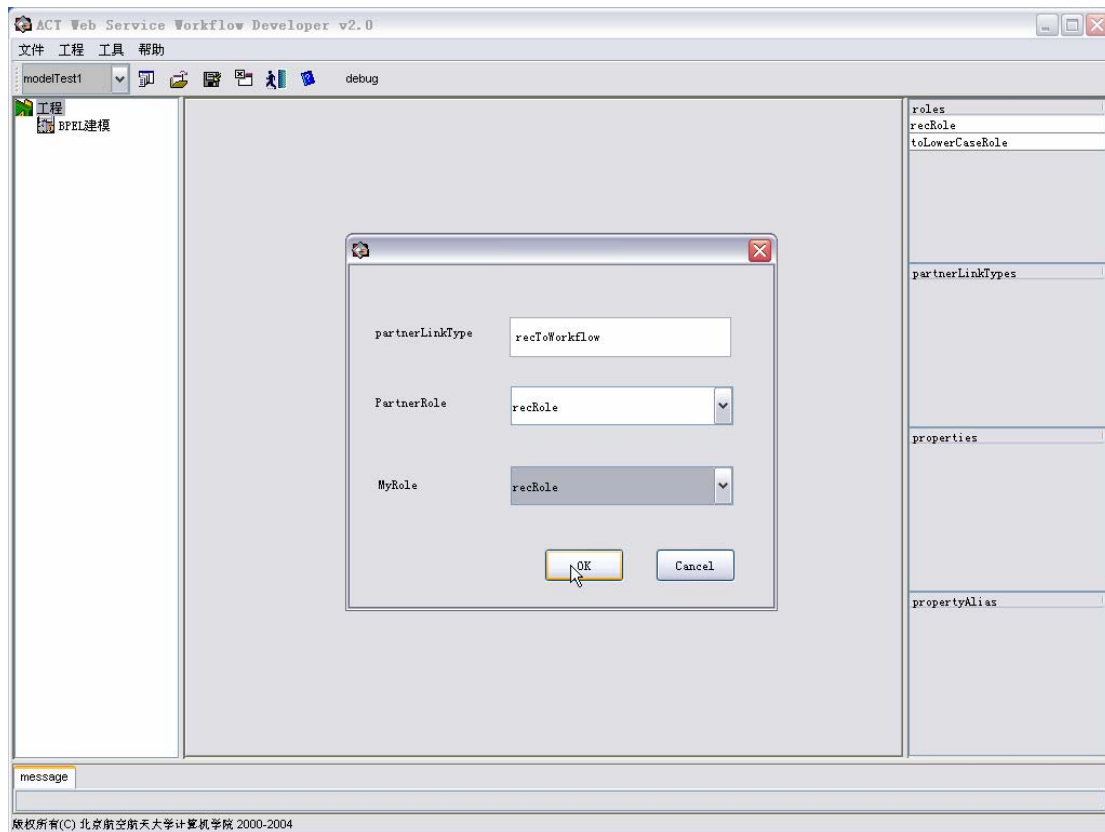 ACT Web Service Workflow Developer v2.0
文件 工程 工具 帮助
modelTest1 debug
工程
BPEL建模
roles
recRole
toLowerCaseRole
partnerLinkTypes
properties
propertyAlias
partnerLinkType recToWorkflow
PartnerRole recRole
MyRole recRole
OK Cancel
message
版权所有(C) 北京航空航天大学计算机学院 2000-2004